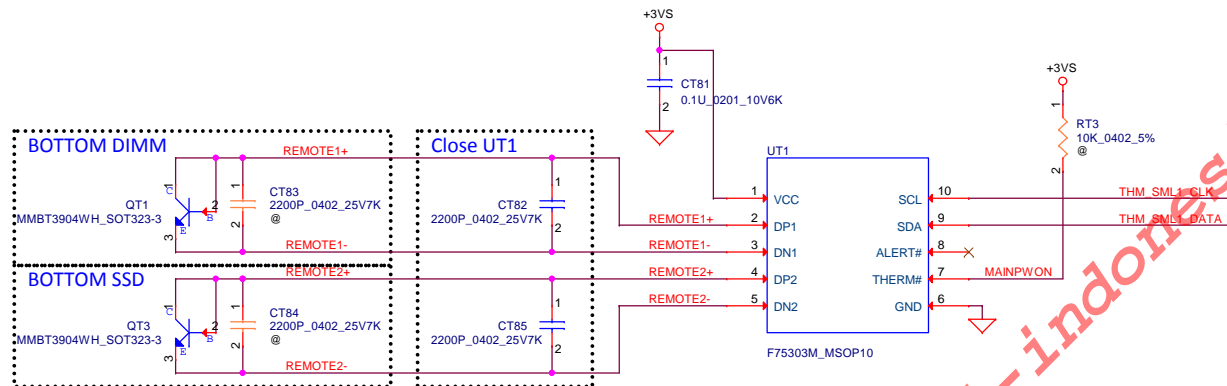 +3VS
1
CT81
0.1U_0201_10V6K
2
+3VS
1
RT3
10K_0402_5%
@
2
BOTTOM DIMM
REMOTE1+
Close UT1
C
1
QT1
MMBT3904WH_SOT323-3
2
B
E
3
1
CT83
2200P_0402_25V7K
2
@
1
CT82
2200P_0402_25V7K
2
REMOTE1-
BOTTOM SSD
REMOTE2+
C
1
QT3
MMBT3904WH_SOT323-3
2
B
E
3
1
CT84
2200P_0402_25V7K
2
@
1
CT85
2200P_0402_25V7K
2
REMOTE2-
UT1
1 VCC SCL 10 THM_SML1_CLK
REMOTE1+ 2 DP1 SDA 9 THM_SML1_DATA
REMOTE1- 3 DN1 ALERT# 8
REMOTE2+ 4 DP2 THERM# 7 MAINPWON
REMOTE2- 5 DN2 GND 6
F75303M_MSOP10
-indones